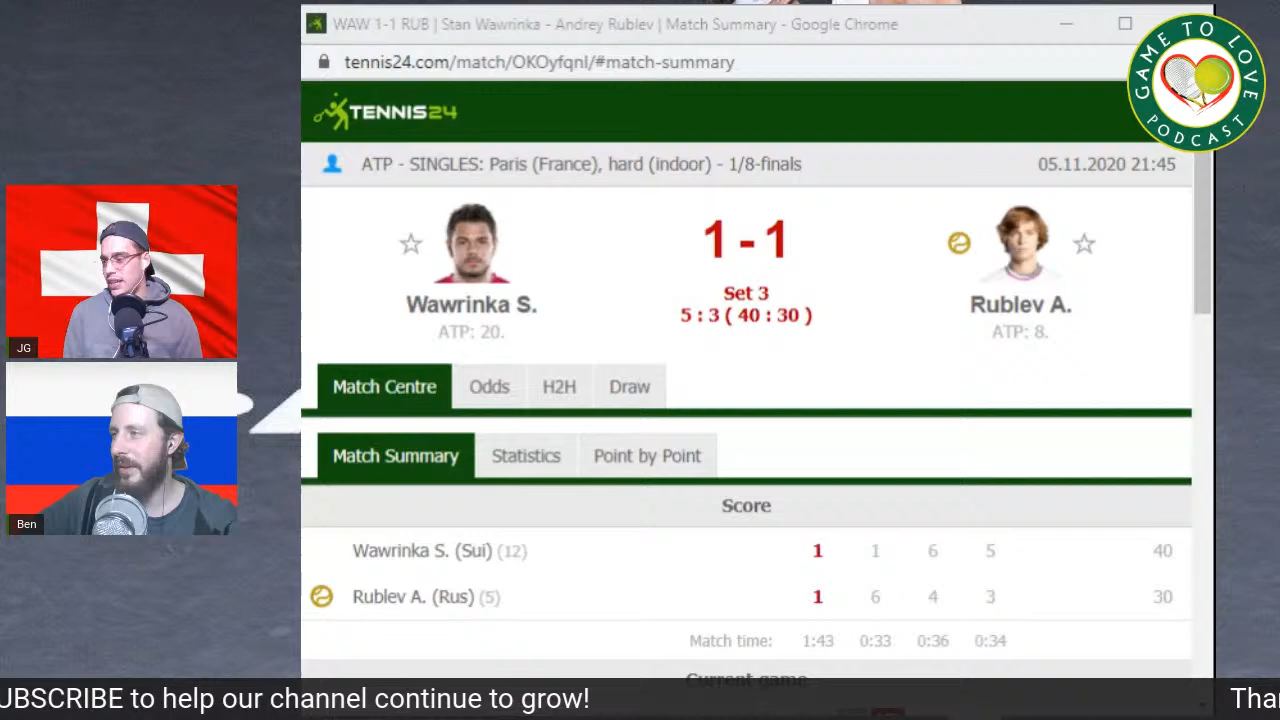 WAW 1-1 RUB | Stan Wawrinka - Andrey Rublev | Match Summary - Google Chrome
tennis24.com/match/OKOyfqnI/#match-summary
GAME TO LOVE PODCAST
TENNIS24
ATP - SINGLES: Paris (France), hard (indoor) - 1/8-finals 05.11.2020 21:45
1 - 1
Set 3
5 : 3 ( 40 : 30 )
Wawrinka S. Rublev A.
ATP: 20. ATP: 8.
JG
Match Centre Odds H2H Draw
Match Summary Statistics Point by Point
Score
Ben
Wawrinka S. (Sui) (12) 1 1 6 5 40
Rublev A. (Rus) (5) 1 6 4 3 30
Match time: 1:43 0:33 0:36 0:34
Current game
UBSCRIBE to help our channel continue to grow! Tha